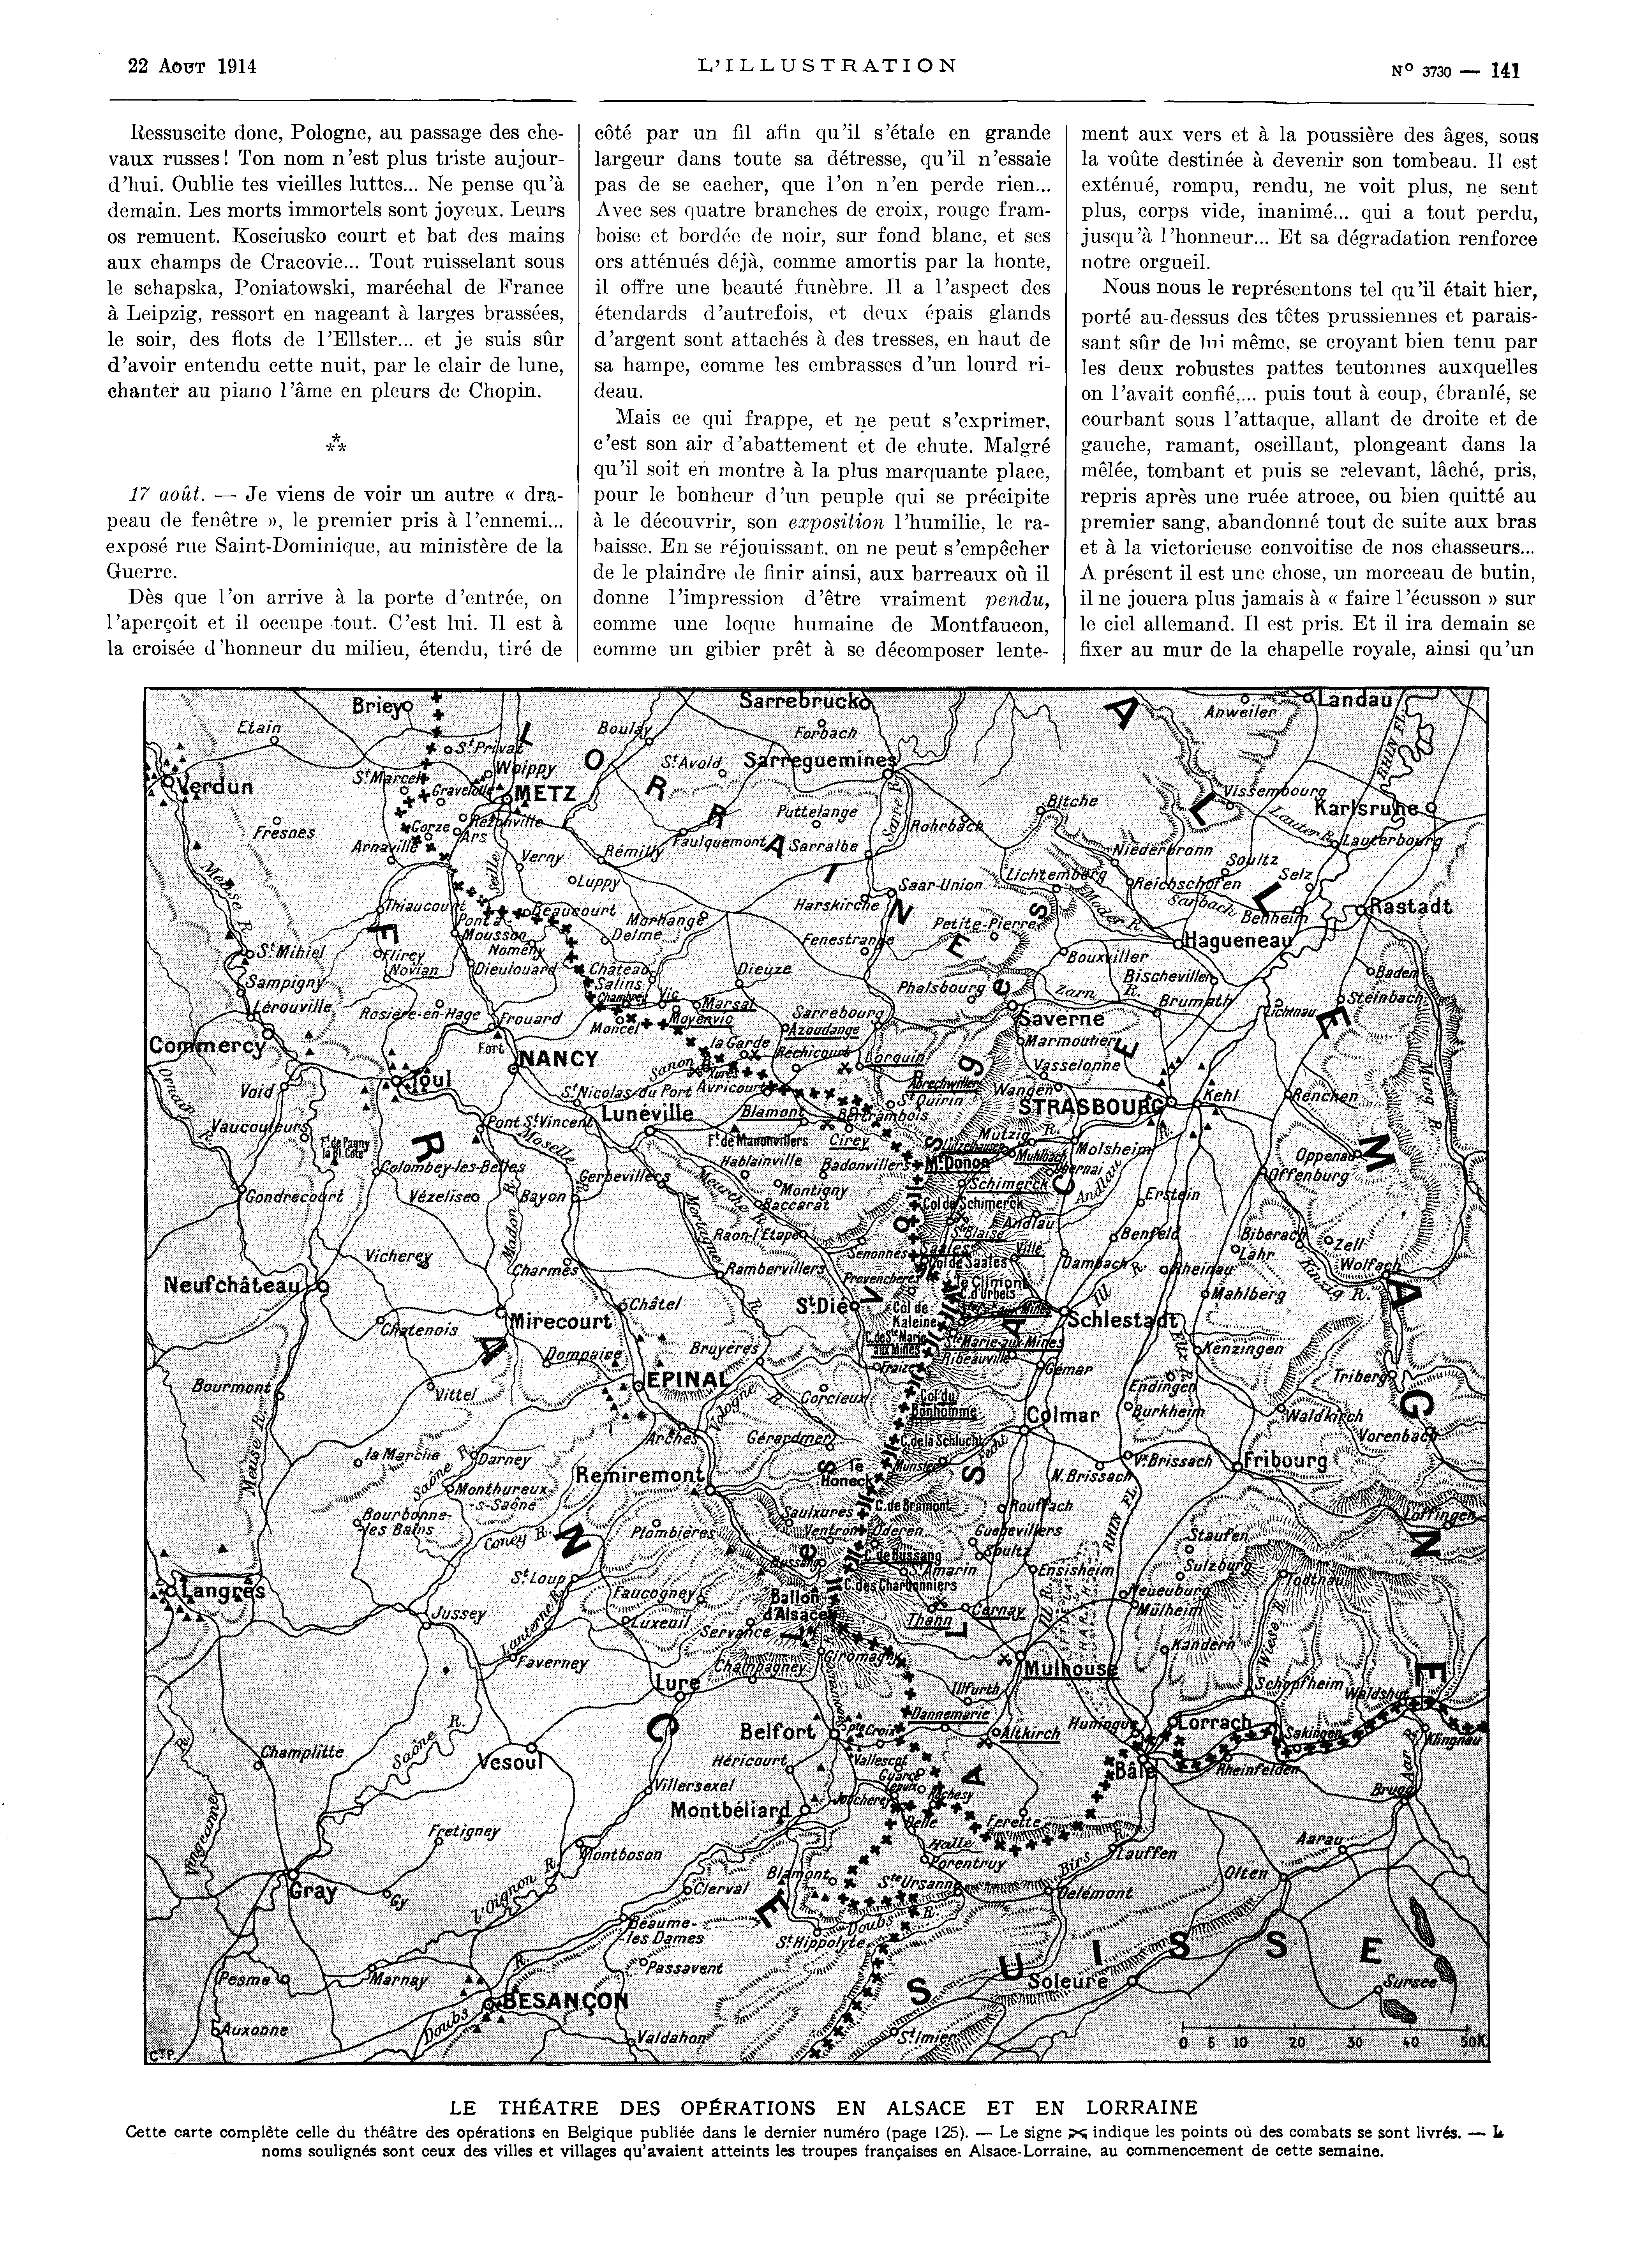 22 AOUT 1914
L'ILLUSTRATION
N° 3730 — 141
Ressuscite donc, Pologne, au passage des che-
vaux russes! Ton nom n'est plus triste aujour-
d'hui. Oublie tes vieilles luttes... Ne pense qu'à
demain. Les morts immortels sont joyeux. Leurs
os remuent. Kosciusko court et bat des mains
aux champs de Cracovie... Tout ruisselant sous
le schapska, Poniatowski, maréchal de France
à Leipzig, ressort en nageant à larges brassées,
le soir, des flots de l'Ellster... et je suis sûr
d'avoir entendu cette nuit, par le clair de lune,
chanter au piano l'âme en pleurs de Chopin.
***
17 août. — Je viens de voir un autre « dra-
peau de fenêtre », le premier pris à l'ennemi...
exposé rue Saint-Dominique, au ministère de la
Guerre.
Dès que l'on arrive à la porte d'entrée, on
l'aperçoit et il occupe tout. C'est lui. Il est à
la croisée d'honneur du milieu, étendu, tiré de
côté par un fil afin qu'il s'étale en grande
largeur dans toute sa détresse, qu'il n'essaie
pas de se cacher, que l'on n'en perde rien...
Avec ses quatre branches de croix, rouge fram-
boise et bordée de noir, sur fond blanc, et ses
ors atténués déjà, comme amortis par la honte,
il offre une beauté funèbre. Il a l'aspect des
étendards d'autrefois, et deux épais glands
d'argent sont attachés à des tresses, en haut de
sa hampe, comme les embrasses d'un lourd ri-
deau.
Mais ce qui frappe, et ne peut s'exprimer,
c'est son air d'abattement et de chute. Malgré
qu'il soit en montre à la plus marquante place,
pour le bonheur d'un peuple qui se précipite
à le découvrir, son exposition l'humilie, le ra-
baisse. En se réjouissant, on ne peut s'empêcher
de le plaindre de finir ainsi, aux barreaux où il
donne l'impression d'être vraiment pendu,
comme une loque humaine de Montfaucon,
comme un gibier prêt à se décomposer lente-
ment aux vers et à la poussière des âges, sous
la voûte destinée à devenir son tombeau. Il est
exténué, rompu, rendu, ne voit plus, ne sent
plus, corps vide, inanimé... qui a tout perdu,
jusqu'à l'honneur... Et sa dégradation renforce
notre orgueil.
Nous nous le représentons tel qu'il était hier,
porté au-dessus des têtes prussiennes et parais-
sant sûr de lui-même, se croyant bien tenu par
les deux robustes pattes teutonnes auxquelles
on l'avait confié,... puis tout à coup, ébranlé, se
courbant sous l'attaque, allant de droite et de
gauche, ramant, oscillant, plongeant dans la
mêlée, tombant et puis se relevant, lâché, pris,
repris après une ruée atroce, ou bien quitté au
premier sang, abandonné tout de suite aux bras
et à la victorieuse convoitise de nos chasseurs...
A présent il est une chose, un morceau de butin,
il ne jouera plus jamais à « faire l'écusson » sur
le ciel allemand. Il est pris. Et il ira demain se
fixer au mur de la chapelle royale, ainsi qu'un
FRANCE
LORRAINE
ALSACE
ALLEMAGNE
SUISSE
Vosges
Briey
Sarrebruck
Landau
Anweiler
Etain
Boulay
Forbach
St Privat
Woippy
St Avold
Sarreguemines
Verdun
St Marcel
Gravelotte
METZ
Wissembourg
Karlsruhe
Puttelange
Bitche
Rohrbach
Lauter R.
Lauterbourg
Fresnes
Gorze
Rezonville
Ars
Arnaville
Verny
Rémilly
Faulquemont
Sarralbe
Niederbronn
Soultz
Selz
Meuse R.
Seille
Luppy
Saar-Union
Lichtemberg
Reichschofen
Harskirche
Moder R.
Beinheim
Rastadt
Thiaucourt
Pont à Mousson
Beaucourt
Morhange
Delme
Nomeny
Petite-Pierre
Hagueneau
Fenestrange
Bouxviller
St Mihiel
Flirey
Novian
Dieulouard
Château Salins
Dieuze
Bischeviller
Baden
Sampigny
Chambrey
Vic
Marsal
Phalsbourg
Zorn R.
Brumath
Steinbach
Lérouville
Rosière-en-Hage
Frouard
Moncel
Moyenvic
Sarrebourg
Azoudange
Saverne
Lichtnau
Commercy
Fort
NANCY
la Garde
Réchicourt
Lorquin
Marmoutier
Vasselonne
Void
Toul
Sanon
Xures
Avricourt
Abrechwiller
St Quirin
Wangen
Murg R.
Ornain R.
St Nicolas du Port
Lunéville
Blamont
Bertrambois
STRASBOURG
Kehl
Renchen
Vaucouleurs
Ft de Pagny la Bl. Côte
Pont St Vincent
Moselle
Ft de Manonvillers
Cirey
Mutzig
Molsheim
Lützelhausen
Muhlbach
Oppenau
Colombey-les-Belles
Gerbevillers
Hablainville
Badonvillers
Mt Donon
Obernai
Offenburg
Gondrecourt
Vézelise
Bayon
Meurthe R.
Montigny
Baccarat
Schimerck
Col de Schimerck
Andlau
Erstein
Madon R.
Mortagne
Raon-l'Etape
St Blaise
Andlau
Benfeld
Biberach
Zell
Vicherey
Senonnes
Saales
Col de Saales
Villé
Dambach
Lahr
Rheinau
Wolfach
Charmes
Rambervillers
Provenchères
Kinzig R.
Neufchâteau
Châtel
St Dié
le Climont
C. d'Urbeis
Ill R.
Mahlberg
Mirecourt
Col de Kaleine
Schlestadt
Chatenois
C. de Ste Marie aux Mines
Ste Marie-aux-Mines
Ribeauvillé
Elz R.
Kenzingen
Dompaire
Bruyères
Fraize
Gémar
Bourmont
Vittel
EPINAL
Vologne R.
Corcieux
Col du Bonhomme
Endingen
Triberg
Burkheim
Waldkirch
Colmar
Meuse R.
Arches
Gérardmer
C. de la Schlucht
Fecht
Vorenbach
la Marche
Saône R.
Darney
Remiremont
le Honeck
Munster
N. Brissach
Vx Brissach
Fribourg
Monthureux
-s-Saône
Bourbonne-
les Bains
Coney R.
Plombières
Saulxures
C. de Bramont
Rouffach
RHIN FL.
Löffingen
Ventron
Oderen
Guebevillers
Staufen
Bussang
C. de Bussang
Soultz
Sulzburg
Langres
St Loup
Faucogney
St Amarin
C. des Charbonniers
Ensisheim
Todtnau
Ballon d'Alsace
Neueuburg
Mülheim
Jussey
Lanterne R.
Luxeuil
Servance
Thann
Cernay
Wiese R.
Faverney
Champagney
Giromagny
Kandern
Lure
Mulhouse
Illfurth
Schopfheim
Waldshut
Belfort
Dannemarie
Altkirch
Huningue
Lorrach
Sakingen
Klingnau
Champlitte
Saône R.
Vesoul
Héricourt
Vallescot
Bâle
Rheinfelden
Aar R.
Villersexel
Montbéliard
Joncherey
Réchesy
Brugg
Vingeanne R.
Fretigney
Delle
Ferette
Halle
Aarau
Montboson
Porentruy
Birs R.
Lauffen
Gray
Gy
l'Oignon R.
Clerval
Blamont
Ste Ursanne
Delémont
Olten
Beaume-
-les Dames
Doubs R.
St Hippolyte
Passavent
Pesme
Marnay
BESANÇON
Soleure
Sursee
Auxonne
Doubs R.
Valdahon
St Imier
0 5 10 20 30 40 50K
LE THÉATRE DES OPÉRATIONS EN ALSACE ET EN LORRAINE
Cette carte complète celle du théâtre des opérations en Belgique publiée dans le dernier numéro (page 125). — Le signe indique les points où des combats se sont livrés. — L
noms soulignés sont ceux des villes et villages qu'avaient atteints les troupes françaises en Alsace-Lorraine, au commencement de cette semaine.